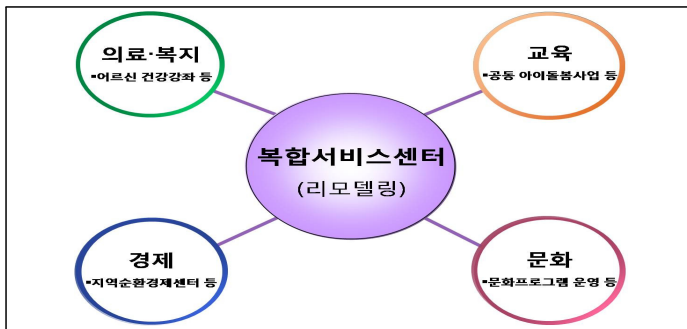 의료·복지
▪어르신 건강강좌 등
교육
▪공동 아이돌봄사업 등
복합서비스센터
(리모델링)
경제
▪지역순환경제센터 등
문화
▪문화프로그램 운영 등